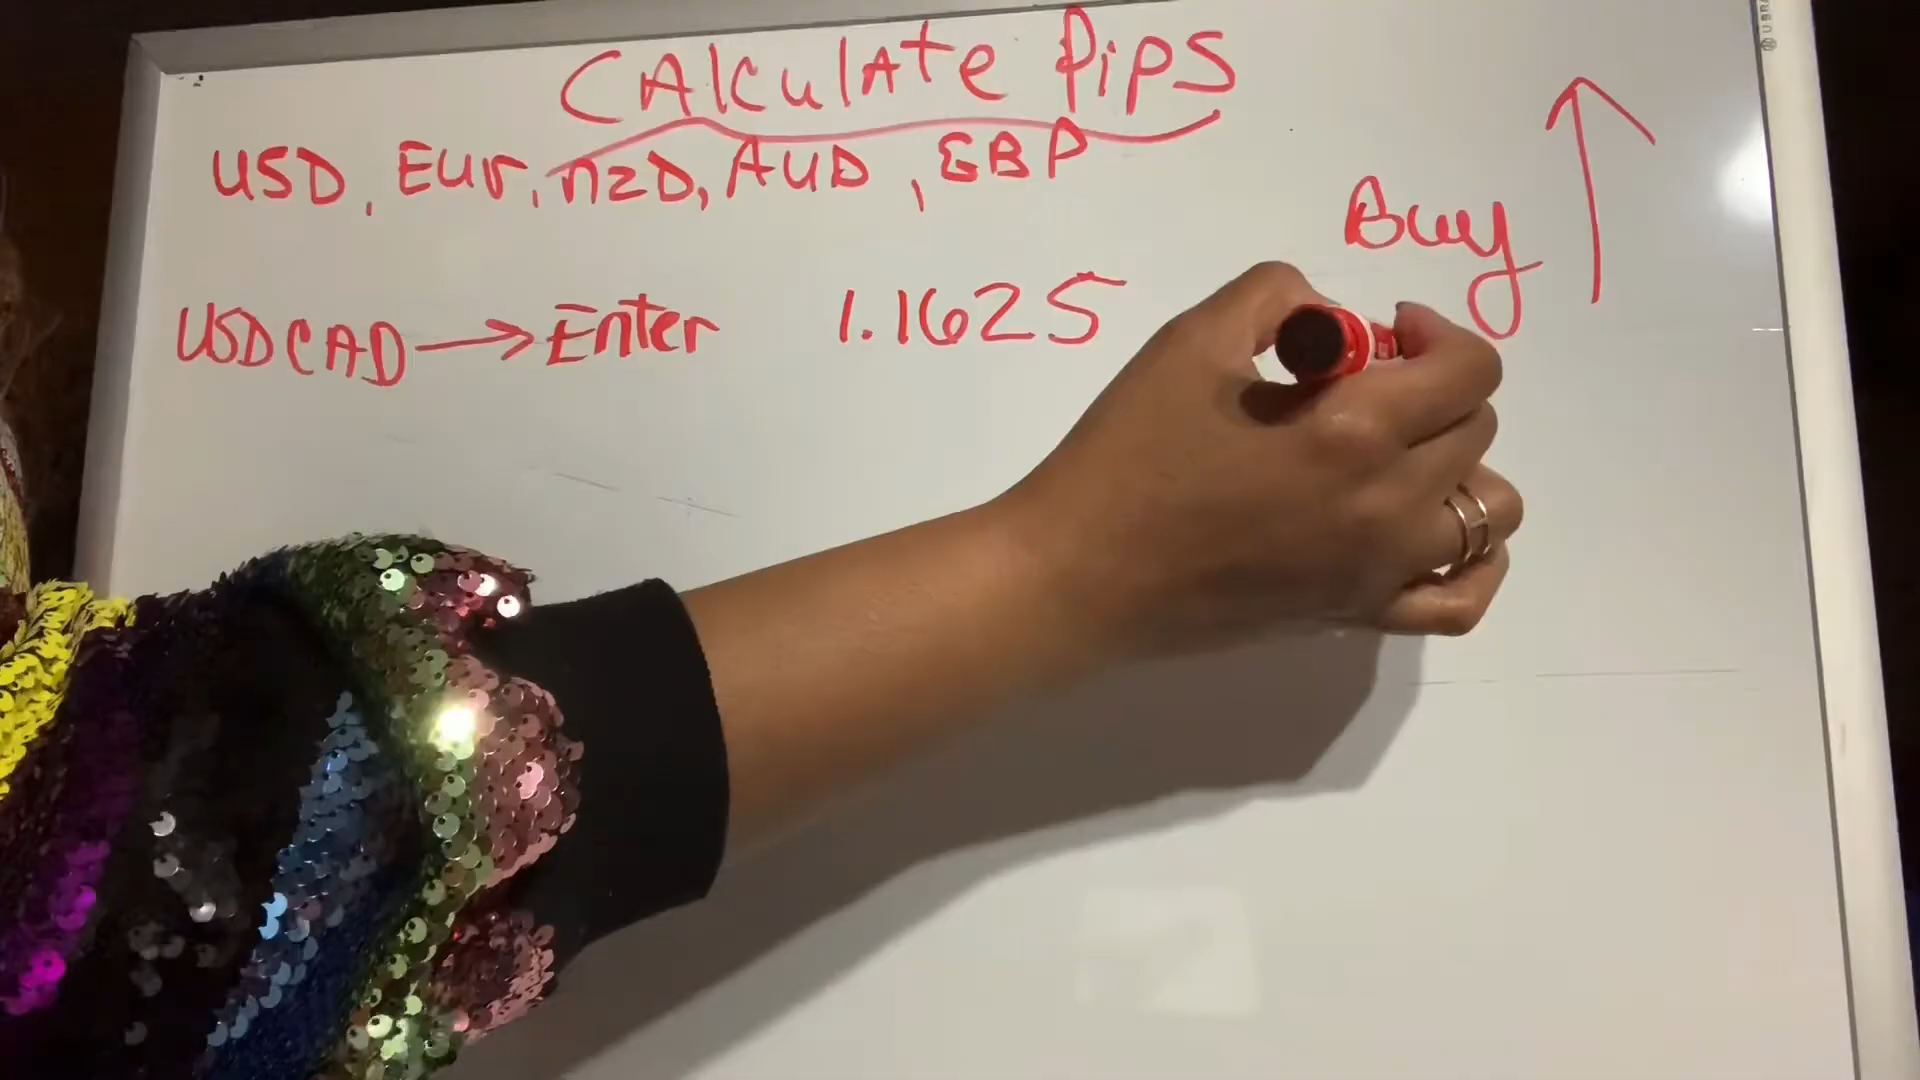 CAlculAte Pips
USD, Eur, nzD, AUD, GBP
Buy
USDCAD → Enter 1.1625